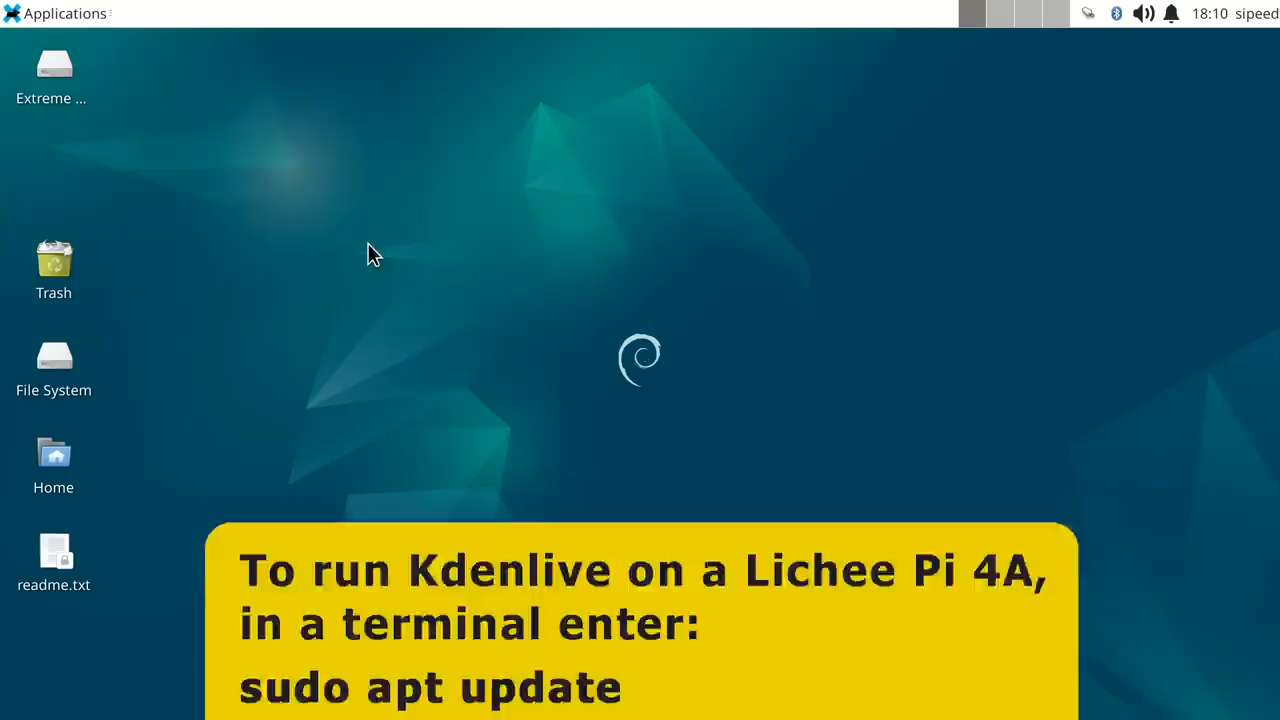 Applications
18:10 sipeed
Extreme ...
Trash
File System
Home
readme.txt
To run Kdenlive on a Lichee Pi 4A,
in a terminal enter:
sudo apt update